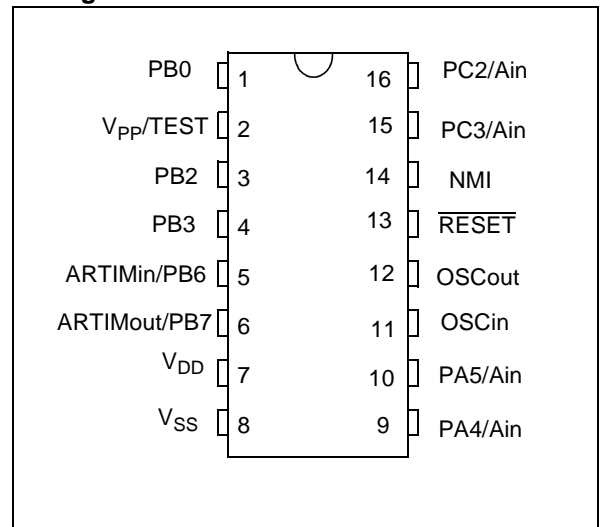 PB0 1 16 PC2/Ain
VPP/TEST 2 15 PC3/Ain
PB2 3 14 NMI
PB3 4 13 RESET
ARTIMin/PB6 5 12 OSCout
ARTIMout/PB7 6 11 OSCin
VDD 7 10 PA5/Ain
VSS 8 9 PA4/Ain